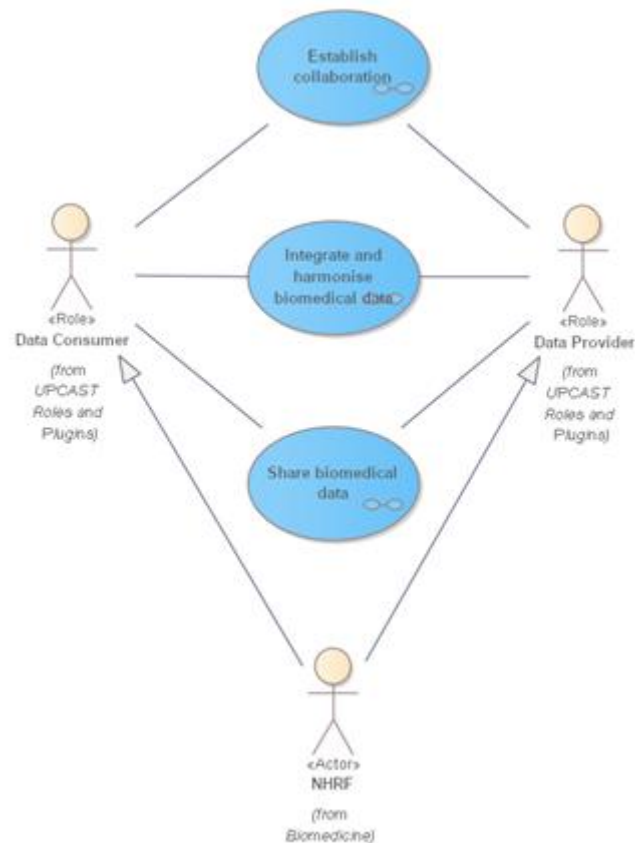 Establish
collaboration
Integrate and
harmonise
biomedical data
«Role»
Data Consumer
(from
UPCAST
Roles and
Plugins)
«Role»
Data Provider
(from
UPCAST
Roles and
Plugins)
Share biomedical
data
«Actor»
NHRF
(from
Biomedicine)